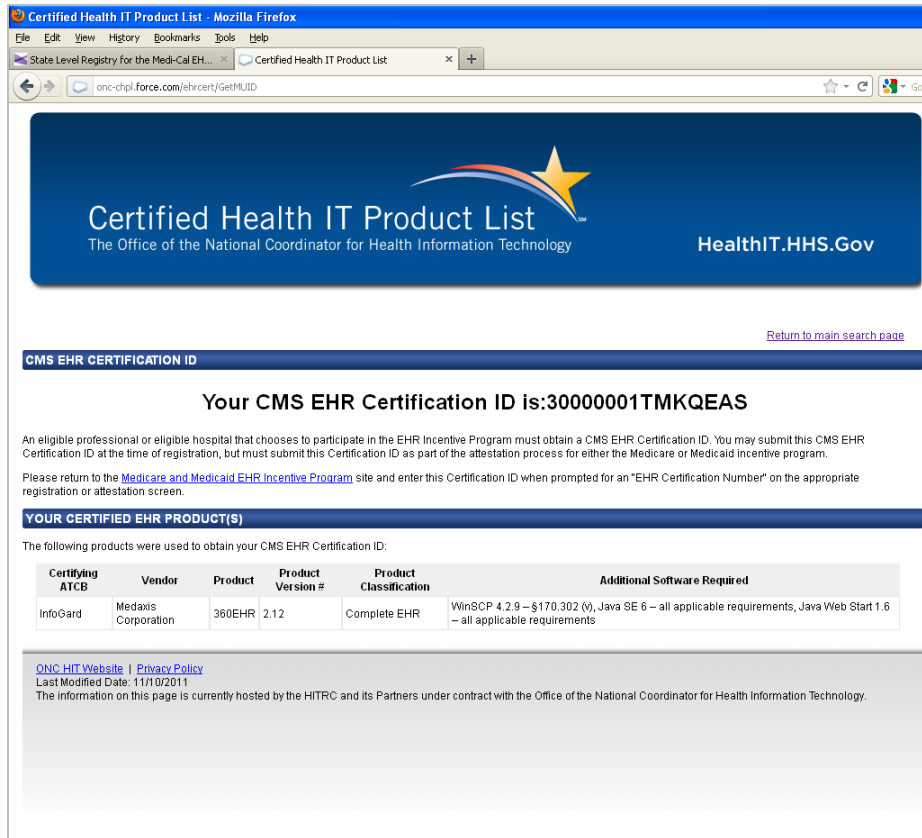 Certified Health IT Product List - Mozilla Firefox
File Edit View History Bookmarks Tools Help
State Level Registry for the Medi-Cal EH... × Certified Health IT Product List × +
onc-chpl.force.com/ehrcert/GetMUID Go
Certified Health IT Product List SM
The Office of the National Coordinator for Health Information Technology
HealthIT.HHS.Gov
Return to main search page
CMS EHR CERTIFICATION ID
Your CMS EHR Certification ID is:30000001TMKQEAS
An eligible professional or eligible hospital that chooses to participate in the EHR Incentive Program must obtain a CMS EHR Certification ID. You may submit this CMS EHR
Certification ID at the time of registration, but must submit this Certification ID as part of the attestation process for either the Medicare or Medicaid incentive program.
Please return to the Medicare and Medicaid EHR Incentive Program site and enter this Certification ID when prompted for an "EHR Certification Number" on the appropriate
registration or attestation screen.
YOUR CERTIFIED EHR PRODUCT(S)
The following products were used to obtain your CMS EHR Certification ID:
Certifying ATCB Vendor Product Product Version # Product Classification Additional Software Required
InfoGard Medaxis Corporation 360EHR 2.12 Complete EHR WinSCP 4.2.9 – §170.302 (v), Java SE 6 – all applicable requirements, Java Web Start 1.6
– all applicable requirements
ONC HIT Website | Privacy Policy
Last Modified Date: 11/10/2011
The information on this page is currently hosted by the HITRC and its Partners under contract with the Office of the National Coordinator for Health Information Technology.